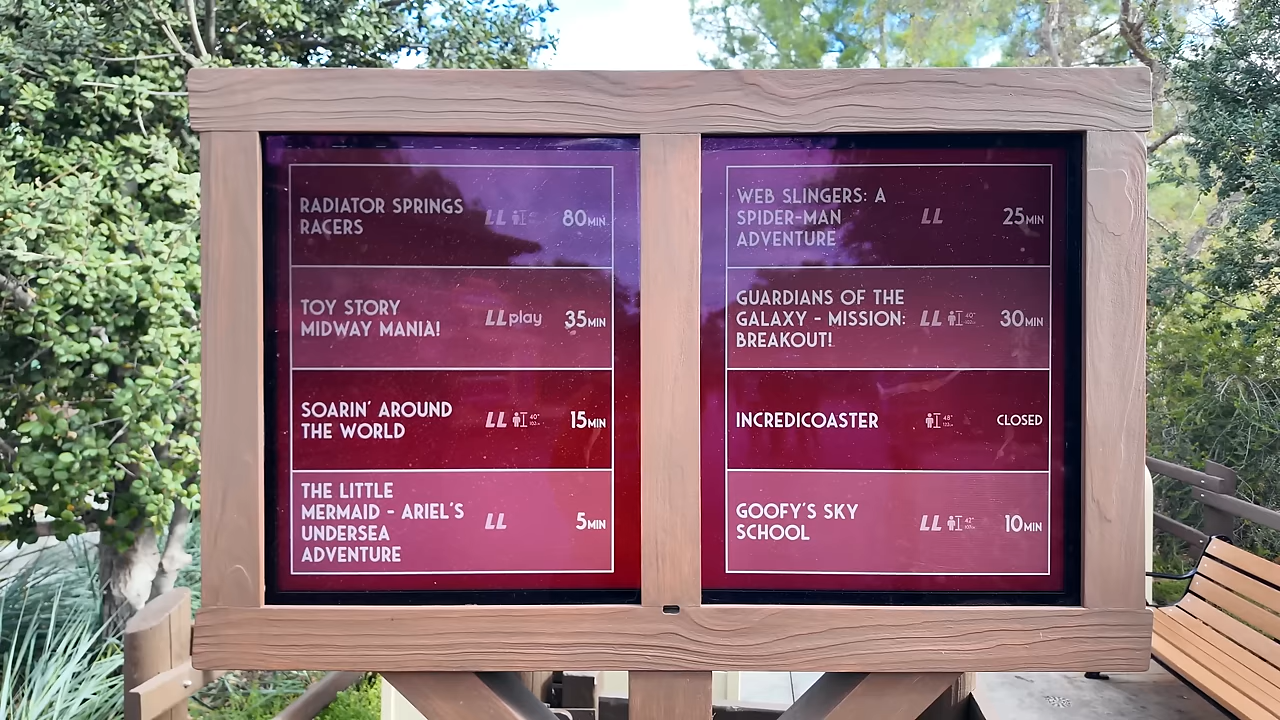 RADIATOR SPRINGS
RACERS
LL
80MIN
TOY STORY
MIDWAY MANIA!
LLplay
35MIN
SOARIN' AROUND
THE WORLD
LL
40"
15MIN
THE LITTLE
MERMAID - ARIEL'S
UNDERSEA
ADVENTURE
LL
5MIN
WEB SLINGERS: A
SPIDER-MAN
ADVENTURE
LL
25MIN
GUARDIANS OF THE
GALAXY - MISSION:
BREAKOUT!
LL
40"
30MIN
INCREDICOASTER
48"
CLOSED
GOOFY'S SKY
SCHOOL
LL
42"
10MIN